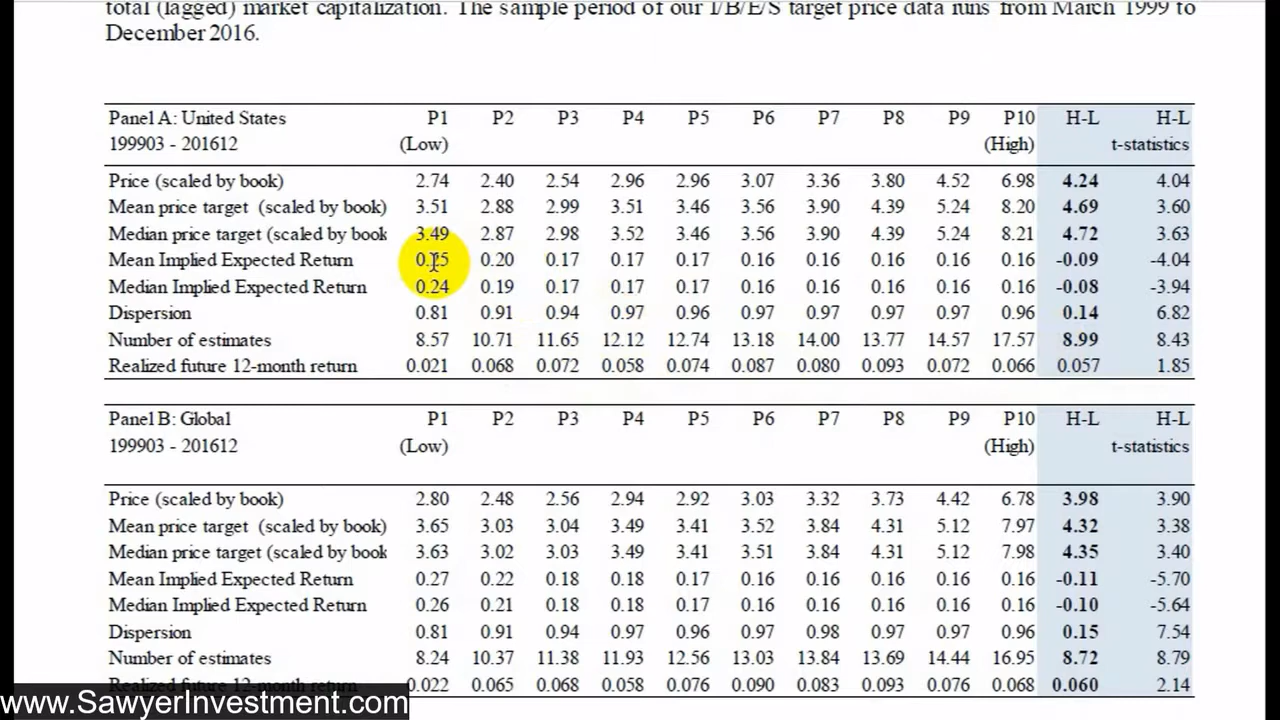 total (lagged) market capitalization. The sample period of our I/B/E/S target price data runs from March 1999 to
December 2016.
Panel A: United States P1 P2 P3 P4 P5 P6 P7 P8 P9 P10 H-L H-L
199903 - 201612 (Low) (High) t-statistics
Price (scaled by book) 2.74 2.40 2.54 2.96 2.96 3.07 3.36 3.80 4.52 6.98 4.24 4.04
Mean price target (scaled by book) 3.51 2.88 2.99 3.51 3.46 3.56 3.90 4.39 5.24 8.20 4.69 3.60
Median price target (scaled by book 3.49 2.87 2.98 3.52 3.46 3.56 3.90 4.39 5.24 8.21 4.72 3.63
Mean Implied Expected Return 0.25 0.20 0.17 0.17 0.17 0.16 0.16 0.16 0.16 0.16 -0.09 -4.04
Median Implied Expected Return 0.24 0.19 0.17 0.17 0.17 0.16 0.16 0.16 0.16 0.16 -0.08 -3.94
Dispersion 0.81 0.91 0.94 0.97 0.96 0.97 0.97 0.97 0.97 0.96 0.14 6.82
Number of estimates 8.57 10.71 11.65 12.12 12.74 13.18 14.00 13.77 14.57 17.57 8.99 8.43
Realized future 12-month return 0.021 0.068 0.072 0.058 0.074 0.087 0.080 0.093 0.072 0.066 0.057 1.85
Panel B: Global P1 P2 P3 P4 P5 P6 P7 P8 P9 P10 H-L H-L
199903 - 201612 (Low) (High) t-statistics
Price (scaled by book) 2.80 2.48 2.56 2.94 2.92 3.03 3.32 3.73 4.42 6.78 3.98 3.90
Mean price target (scaled by book) 3.65 3.03 3.04 3.49 3.41 3.52 3.84 4.31 5.12 7.97 4.32 3.38
Median price target (scaled by book 3.63 3.02 3.03 3.49 3.41 3.51 3.84 4.31 5.12 7.98 4.35 3.40
Mean Implied Expected Return 0.27 0.22 0.18 0.18 0.17 0.16 0.16 0.16 0.16 0.16 -0.11 -5.70
Median Implied Expected Return 0.26 0.21 0.18 0.18 0.17 0.16 0.16 0.16 0.16 0.16 -0.10 -5.64
Dispersion 0.81 0.91 0.94 0.97 0.96 0.97 0.98 0.97 0.97 0.96 0.15 7.54
Number of estimates 8.24 10.37 11.38 11.93 12.56 13.03 13.84 13.69 14.44 16.95 8.72 8.79
Realized future 12-month return 0.022 0.065 0.068 0.058 0.076 0.090 0.083 0.093 0.076 0.068 0.060 2.14
www.SawyerInvestment.com